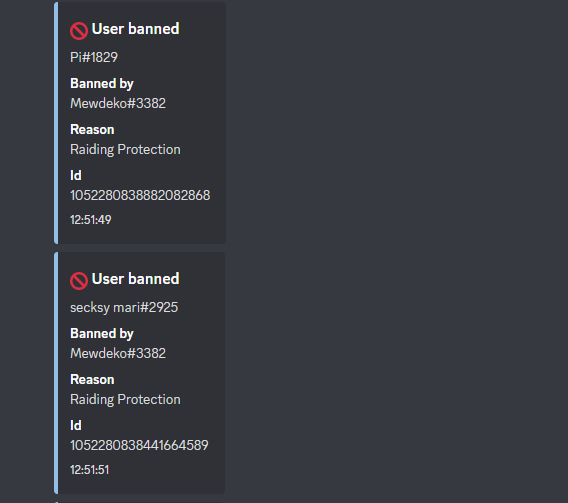 User banned
Pi#1829
Banned by
Mewdeko#3382
Reason
Raiding Protection
Id
1052280838882082868
12:51:49
User banned
secksy mari#2925
Banned by
Mewdeko#3382
Reason
Raiding Protection
Id
1052280838441664589
12:51:51